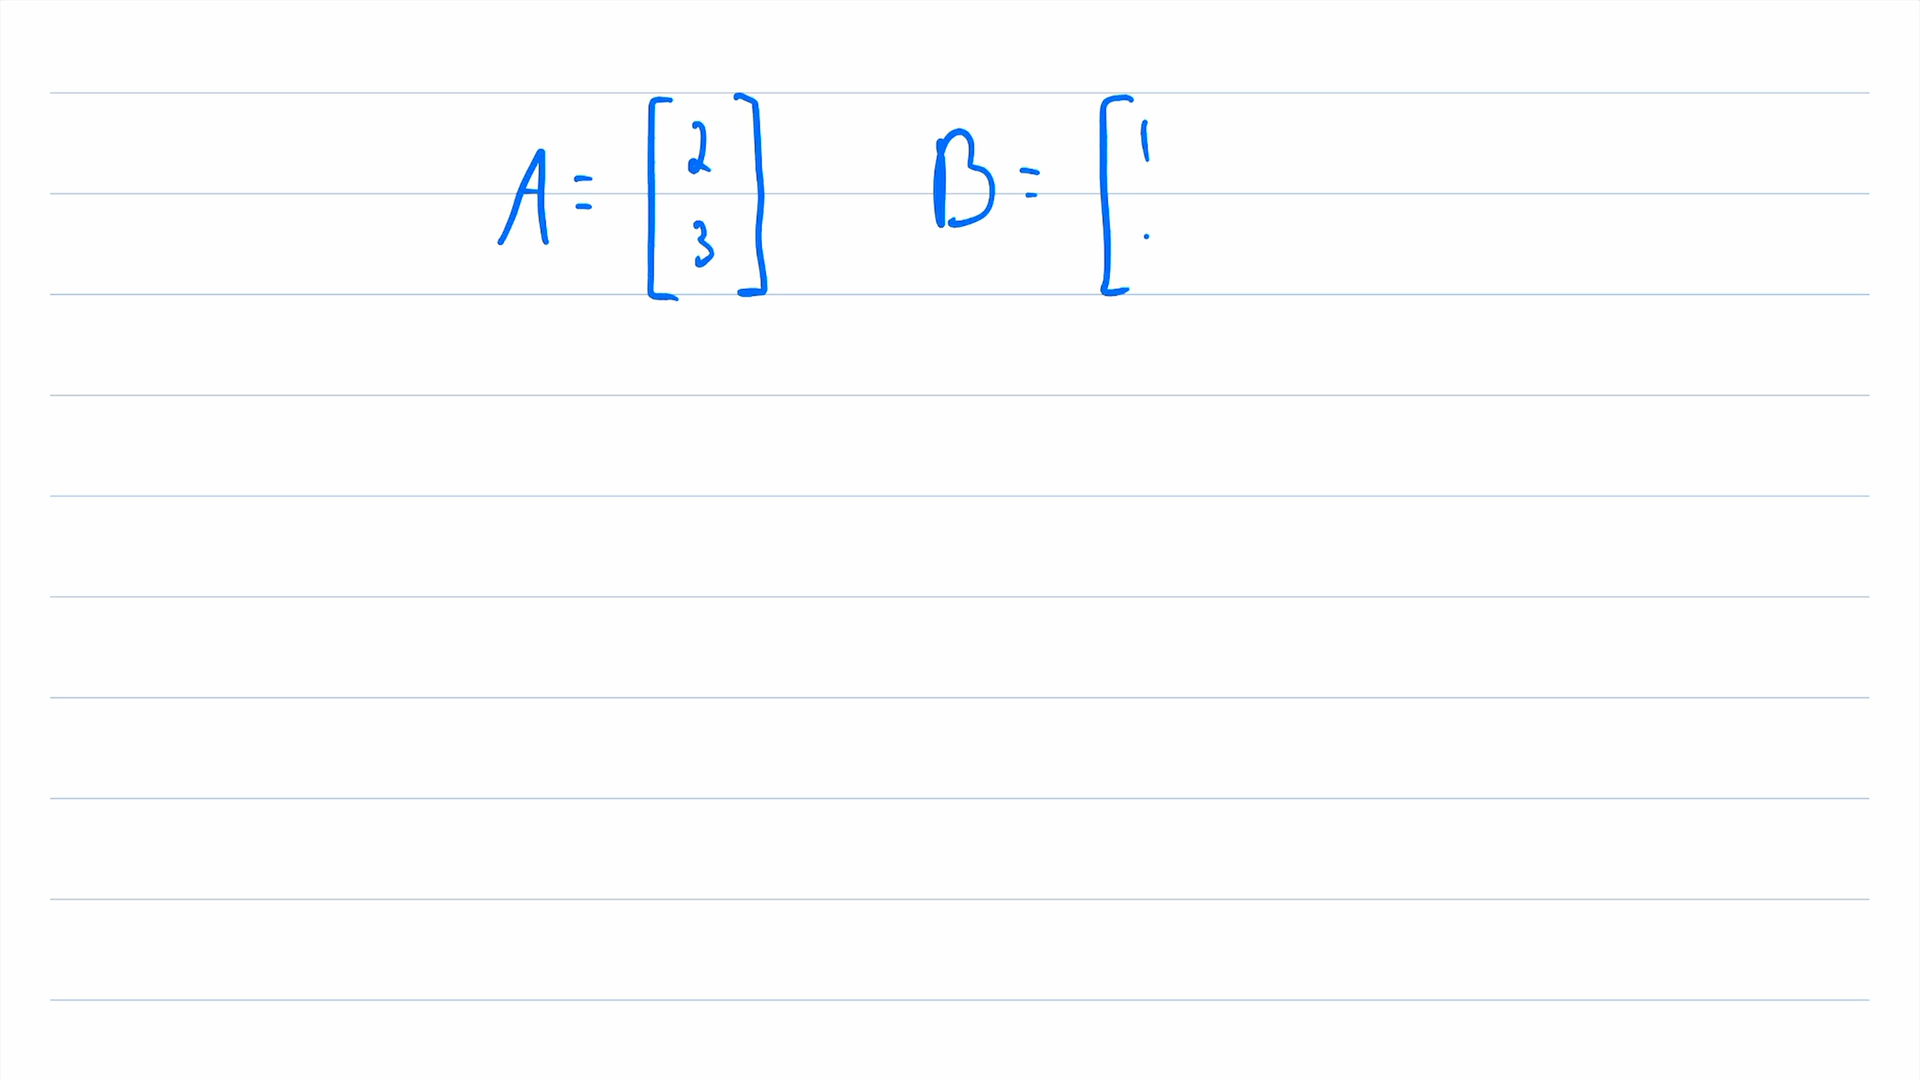 A = [ 2 ] B = [ 1
3 .